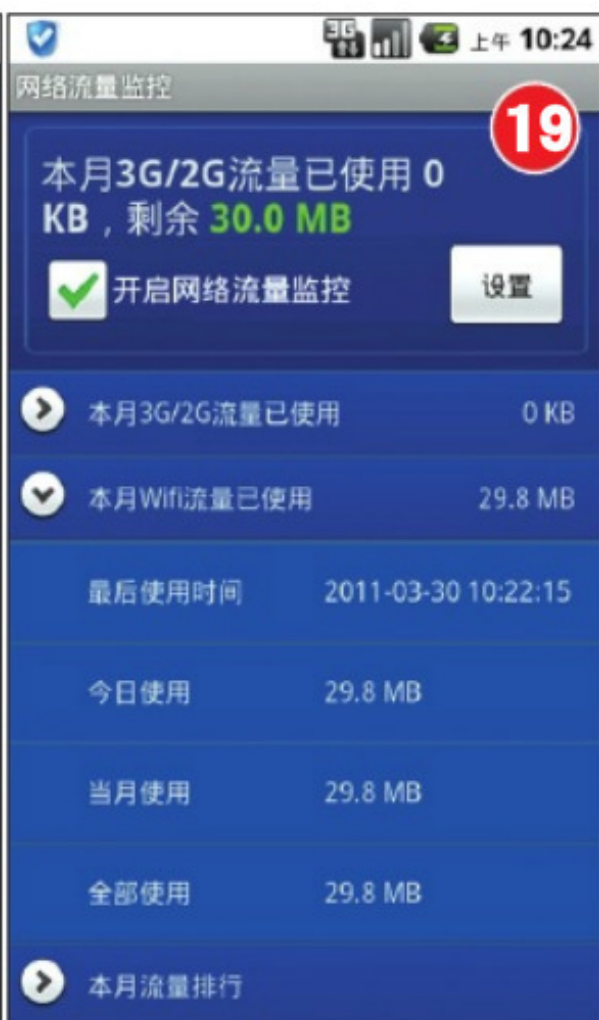 3G 上午 10:24
网络流量监控
19
本月3G/2G流量已使用 0
KB，剩余 30.0 MB
开启网络流量监控 设置
本月3G/2G流量已使用 0 KB
本月Wifi流量已使用 29.8 MB
最后使用时间 2011-03-30 10:22:15
今日使用 29.8 MB
当月使用 29.8 MB
全部使用 29.8 MB
本月流量排行